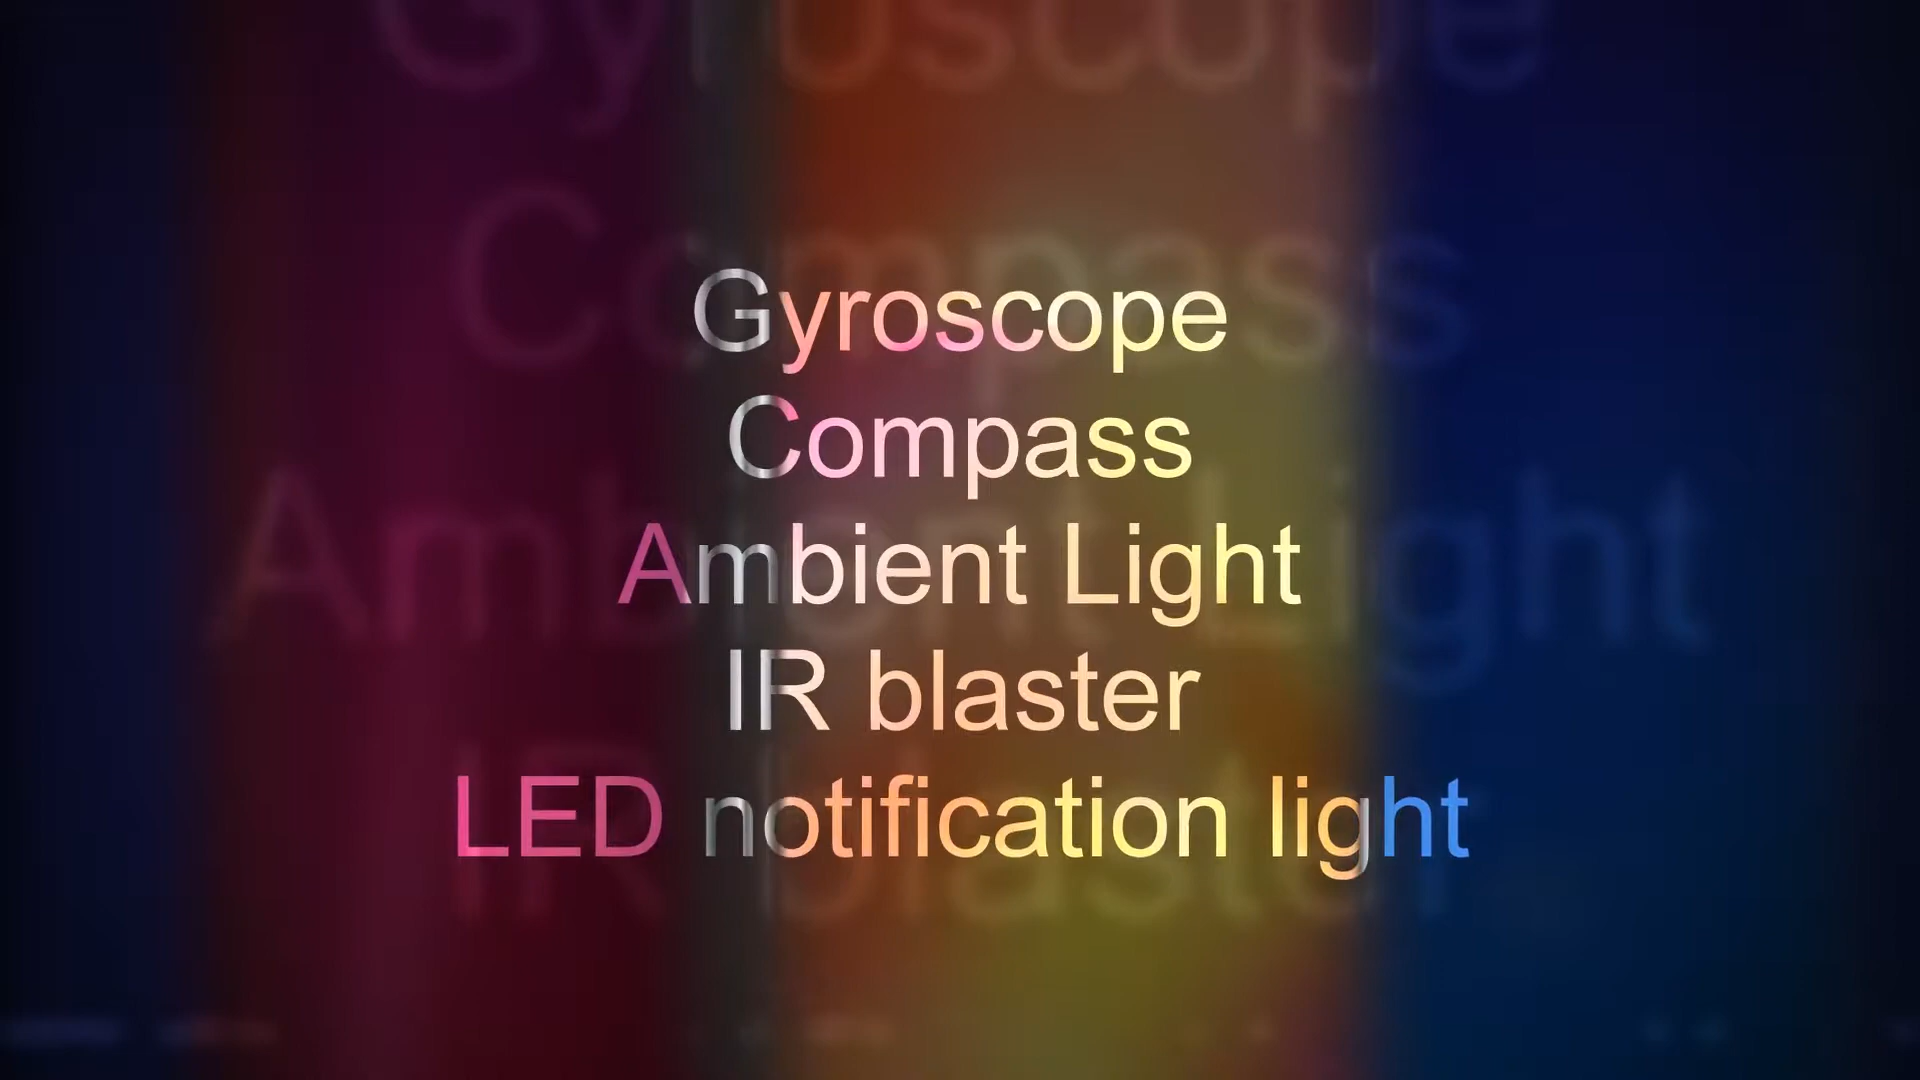 Gyroscope
Compass
Ambient Light
IR blaster
LED notification light